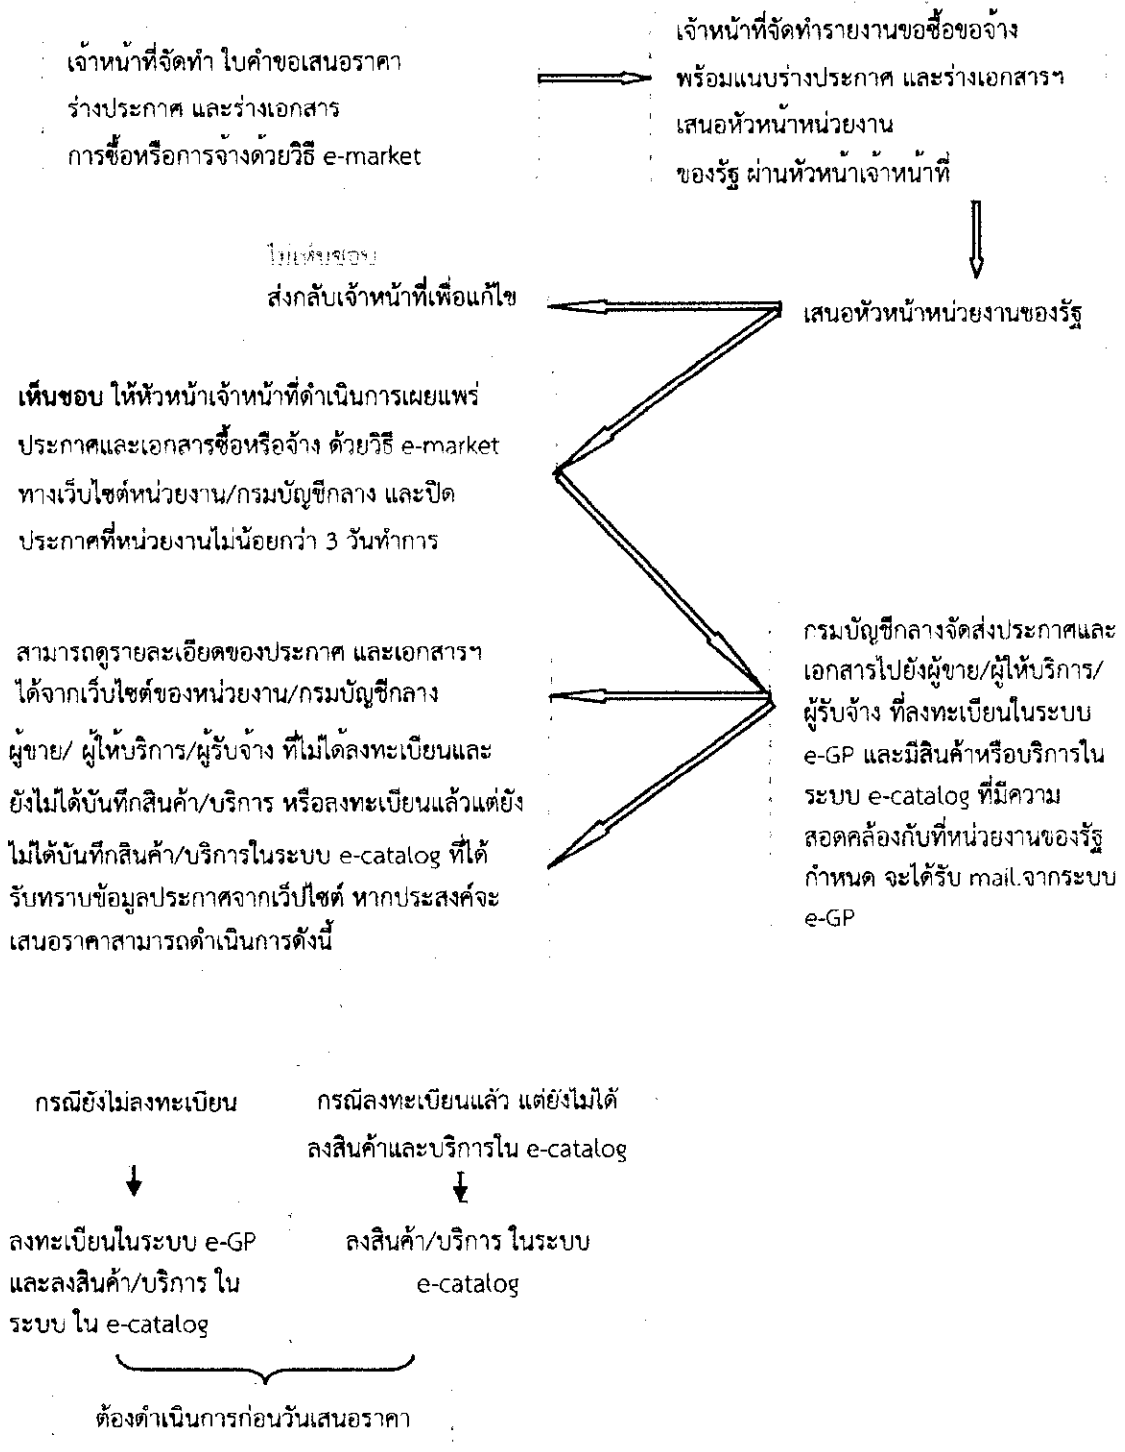 เจ้าหน้าที่จัดทำ ใบคำขอเสนอราคา
ร่างประกาศ และร่างเอกสาร
การซื้อหรือการจ้างด้วยวิธี e-market
เจ้าหน้าที่จัดทำรายงานขอซื้อขอจ้าง
พร้อมแนบร่างประกาศ และร่างเอกสารฯ
เสนอหัวหน้าหน่วยงาน
ของรัฐ ผ่านหัวหน้าเจ้าหน้าที่
ไม่เห็นชอบ
ส่งกลับเจ้าหน้าที่เพื่อแก้ไข
เสนอหัวหน้าหน่วยงานของรัฐ
เห็นชอบ ให้หัวหน้าเจ้าหน้าที่ดำเนินการเผยแพร่
ประกาศและเอกสารซื้อหรือจ้าง ด้วยวิธี e-market
ทางเว็บไซต์หน่วยงาน/กรมบัญชีกลาง และปิด
ประกาศที่หน่วยงานไม่น้อยกว่า 3 วันทำการ
กรมบัญชีกลางจัดส่งประกาศและ
เอกสารไปยังผู้ขาย/ผู้ให้บริการ/
ผู้รับจ้าง ที่ลงทะเบียนในระบบ
e-GP และมีสินค้าหรือบริการใน
ระบบ e-catalog ที่มีความ
สอดคล้องกับที่หน่วยงานของรัฐ
กำหนด จะได้รับ mail.จากระบบ
e-GP
สามารถดูรายละเอียดของประกาศ และเอกสารฯ
ได้จากเว็บไซต์ของหน่วยงาน/กรมบัญชีกลาง
ผู้ขาย/ ผู้ให้บริการ/ผู้รับจ้าง ที่ไม่ได้ลงทะเบียนและ
ยังไม่ได้บันทึกสินค้า/บริการ หรือลงทะเบียนแล้วแต่ยัง
ไม่ได้บันทึกสินค้า/บริการในระบบ e-catalog ที่ได้
รับทราบข้อมูลประกาศจากเว็บไซต์ หากประสงค์จะ
เสนอราคาสามารถดำเนินการดังนี้
กรณียังไม่ลงทะเบียน
กรณีลงทะเบียนแล้ว แต่ยังไม่ได้
ลงสินค้าและบริการใน e-catalog
ลงทะเบียนในระบบ e-GP
และลงสินค้า/บริการ ใน
ระบบ ใน e-catalog
ลงสินค้า/บริการ ในระบบ
e-catalog
ต้องดำเนินการก่อนวันเสนอราคา